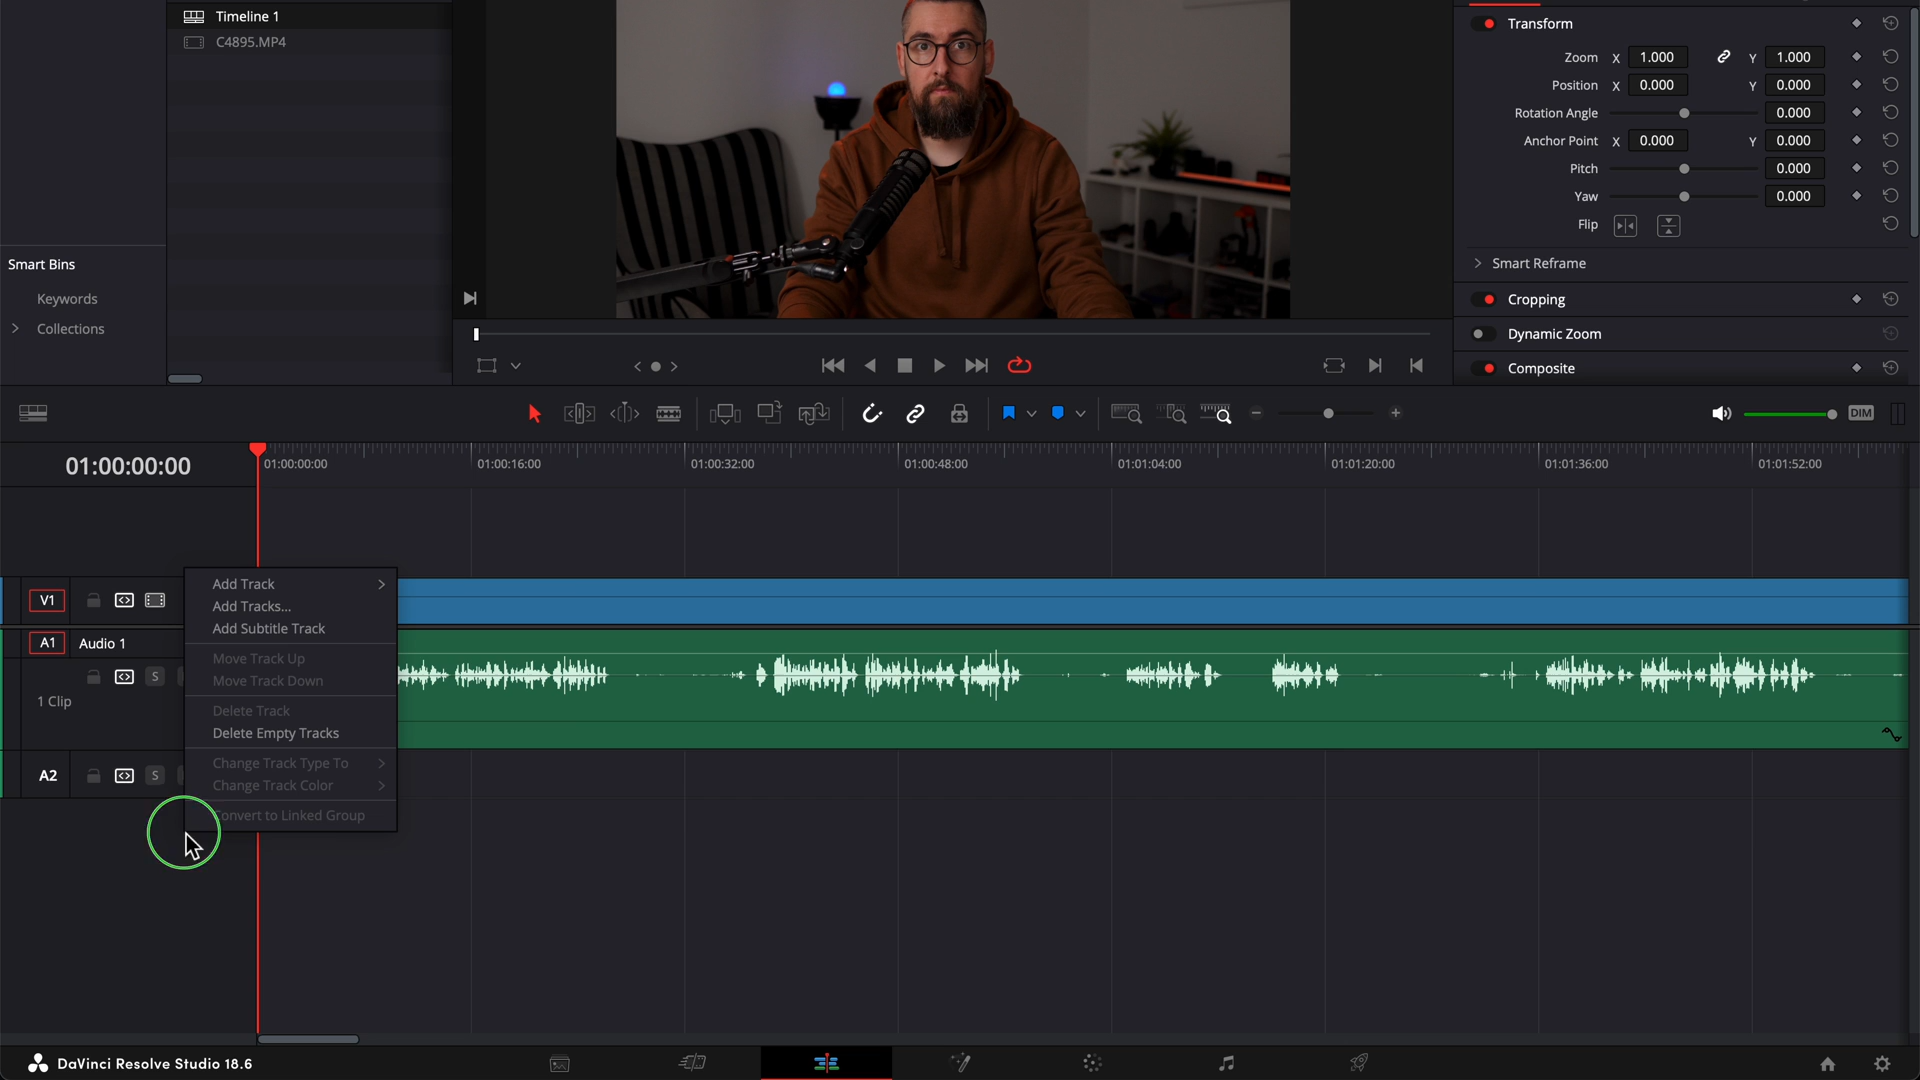 Timeline 1
C4895.MP4
Smart Bins
Keywords
Collections
Transform
Zoom X 1.000 Y 1.000
Position X 0.000 Y 0.000
Rotation Angle 0.000
Anchor Point X 0.000 Y 0.000
Pitch 0.000
Yaw 0.000
Flip
Smart Reframe
Cropping
Dynamic Zoom
Composite
DIM
01:00:00:00
01:00:00:00 01:00:16:00 01:00:32:00 01:00:48:00 01:01:04:00 01:01:20:00 01:01:36:00 01:01:52:00
V1
A1 Audio 1
S
1 Clip
A2 S
Add Track
Add Tracks...
Add Subtitle Track
Move Track Up
Move Track Down
Delete Track
Delete Empty Tracks
Change Track Type To
Change Track Color
Convert to Linked Group
DaVinci Resolve Studio 18.6